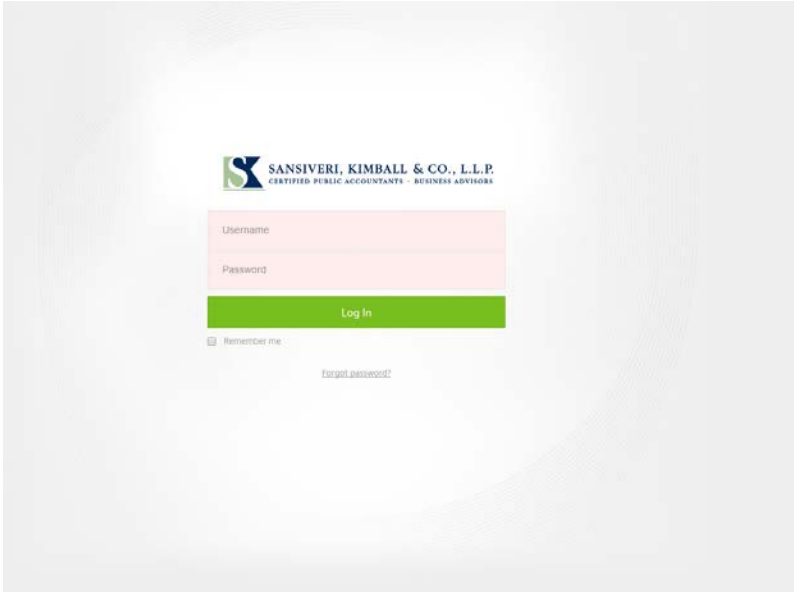 SK SANSIVERI, KIMBALL & CO., L.L.P.
CERTIFIED PUBLIC ACCOUNTANTS · BUSINESS ADVISORS
Username
Password
Log In
Remember me
Forgot password?